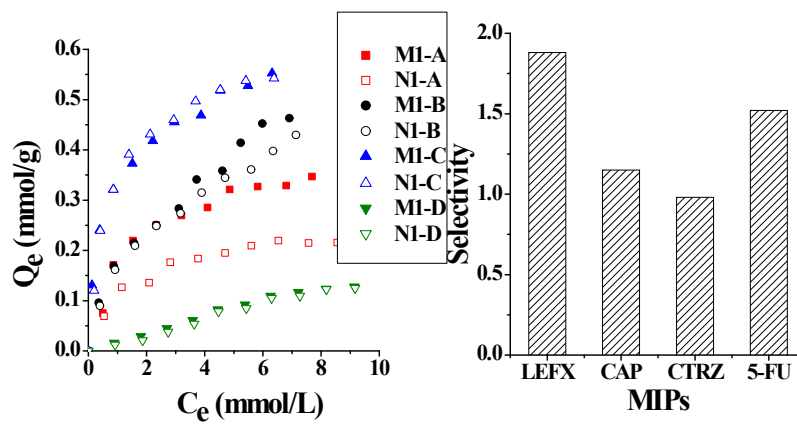 0.6
0.5
0.4
0.3
0.2
0.1
0.0
0 2 4 6 8 10
Qe (mmol/g)
Ce (mmol/L)
M1-A
N1-A
M1-B
N1-B
M1-C
N1-C
M1-D
N1-D
2.0
1.5
1.0
0.5
0.0
Selectivity
LEFX CAP CTRZ 5-FU
MIPs